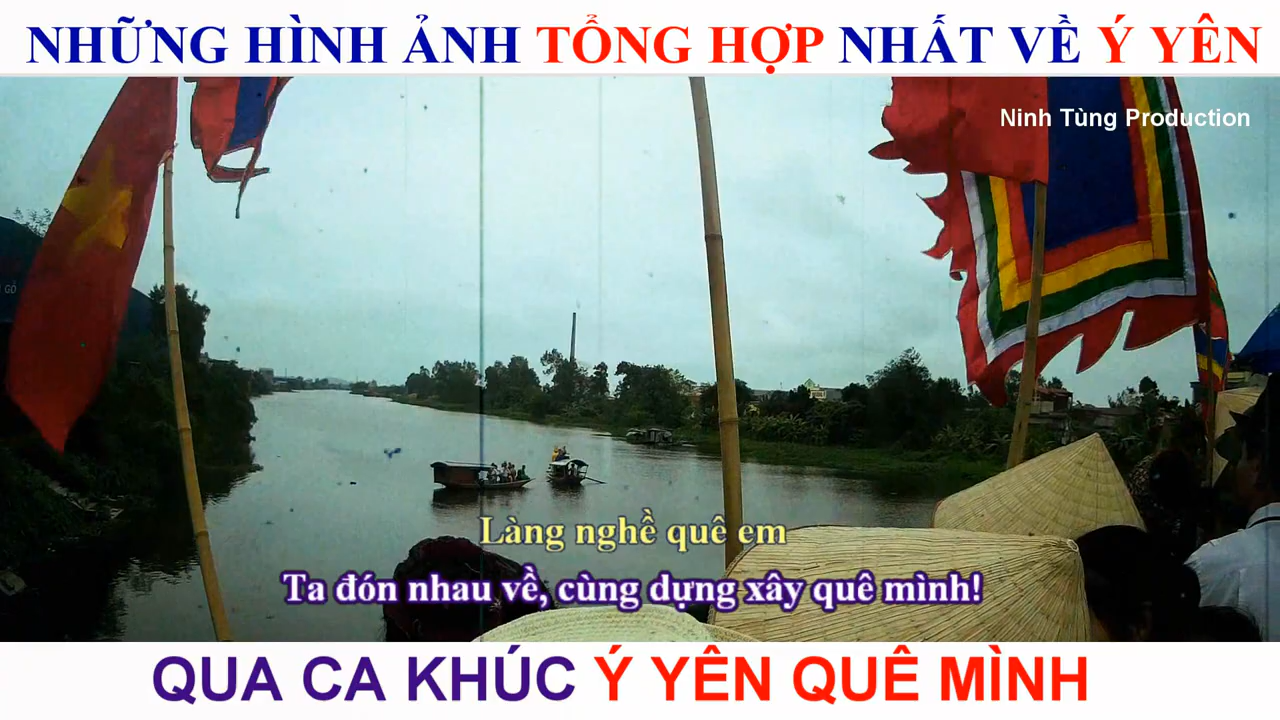 NHỮNG HÌNH ẢNH TỔNG HỢP NHẤT VỀ Ý YÊN
Ninh Tùng Production
GỖ
Làng nghề quê em
Ta đón nhau về, cùng dựng xây quê mình!
QUA CA KHÚC Ý YÊN QUÊ MÌNH